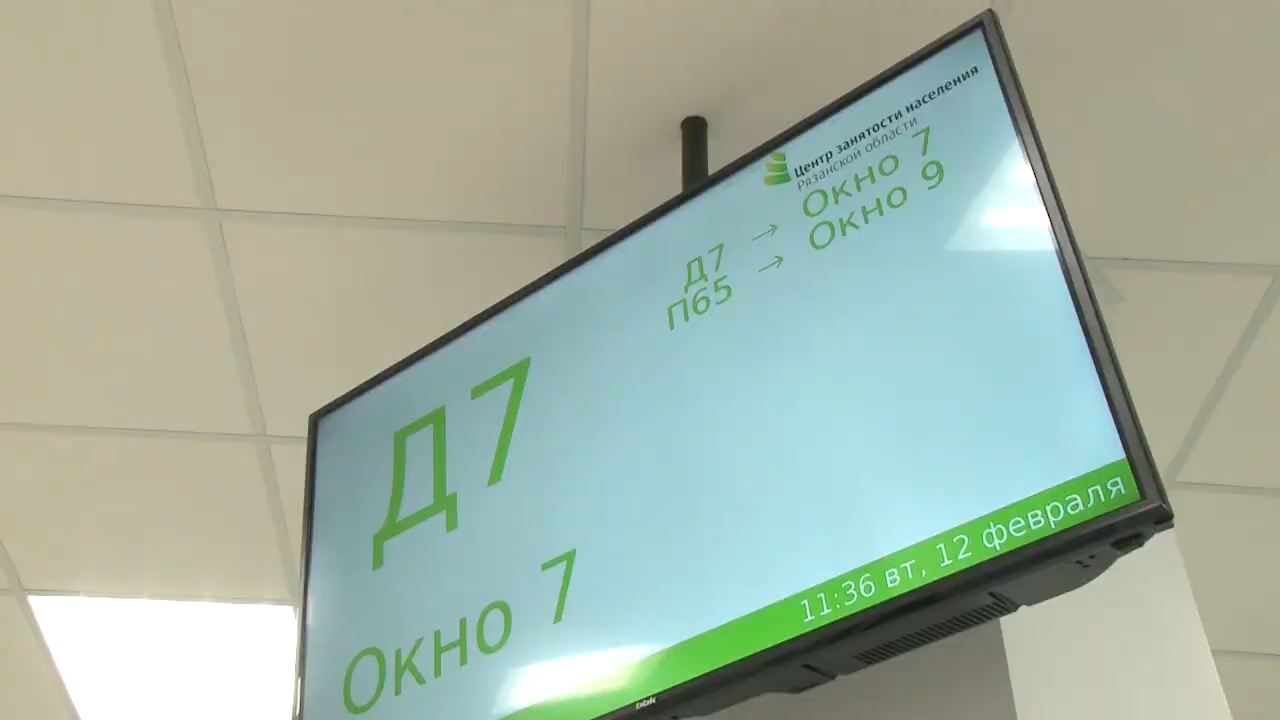 Центр занятости населения
Рязанской области
Д7 → Окно 7
П65 → Окно 9
Д7
Окно 7
11:36 вт, 12 февраля
bbk